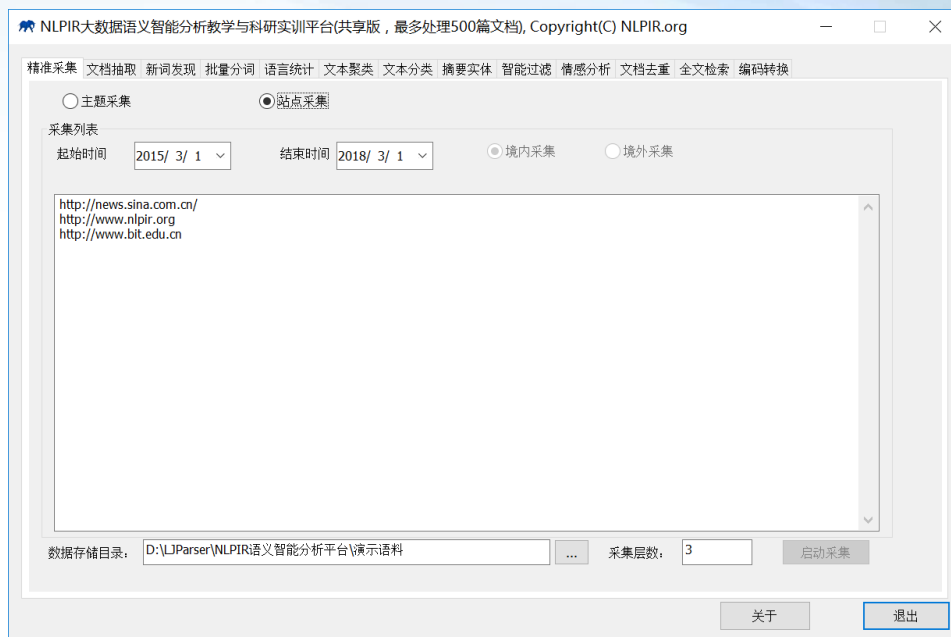 NLPIR大数据语义智能分析教学与科研实训平台(共享版，最多处理500篇文档), Copyright(C) NLPIR.org
精准采集 文档抽取 新词发现 批量分词 语言统计 文本聚类 文本分类 摘要实体 智能过滤 情感分析 文档去重 全文检索 编码转换
主题采集 站点采集
采集列表
起始时间 2015/ 3/ 1 结束时间 2018/ 3/ 1 境内采集 境外采集
http://news.sina.com.cn/
http://www.nlpir.org
http://www.bit.edu.cn
数据存储目录： D:\LJParser\NLPIR语义智能分析平台\演示语料 ... 采集层数： 3 启动采集
关于 退出